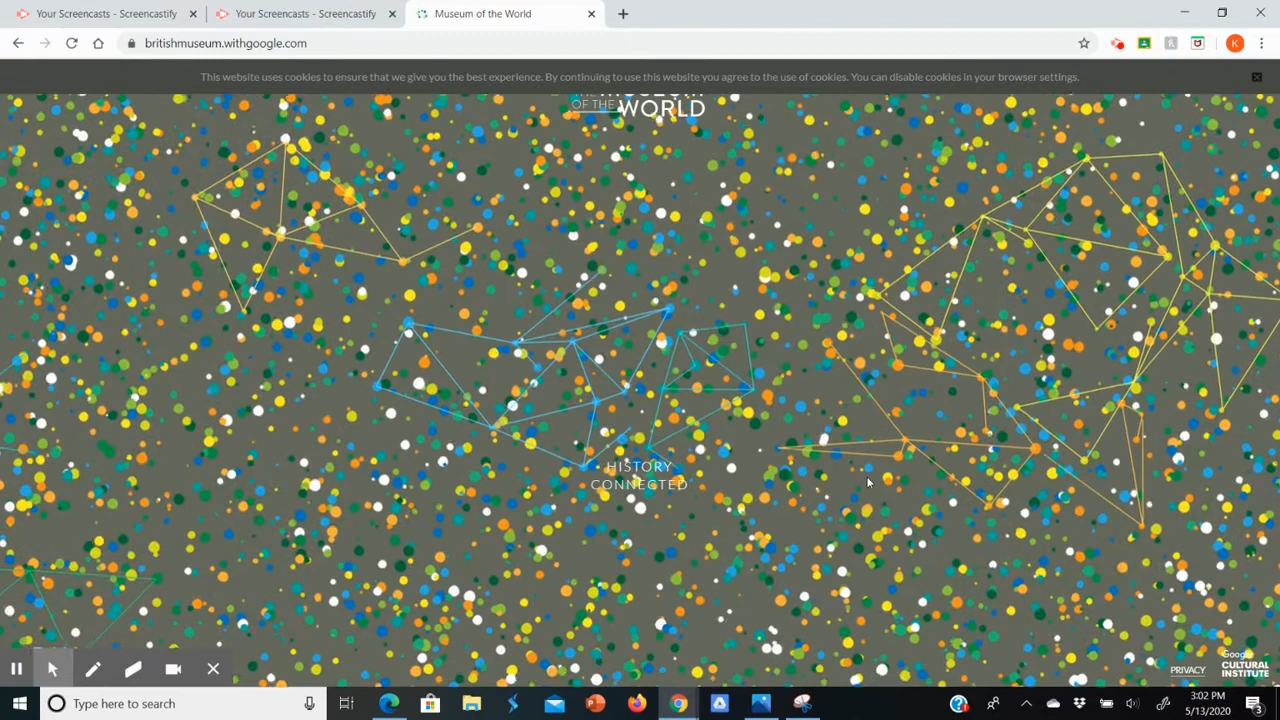 Your Screencasts - Screencastify
Your Screencasts - Screencastify
Museum of the World
britishmuseum.withgoogle.com
K
This website uses cookies to ensure that we give you the best experience. By continuing to use this website you agree to the use of cookies. You can disable cookies in your browser settings.
OF THE WORLD
HISTORY
CONNECTED
PRIVACY
Google
CULTURAL
INSTITUTE
Type here to search
3:02 PM
5/13/2020
3